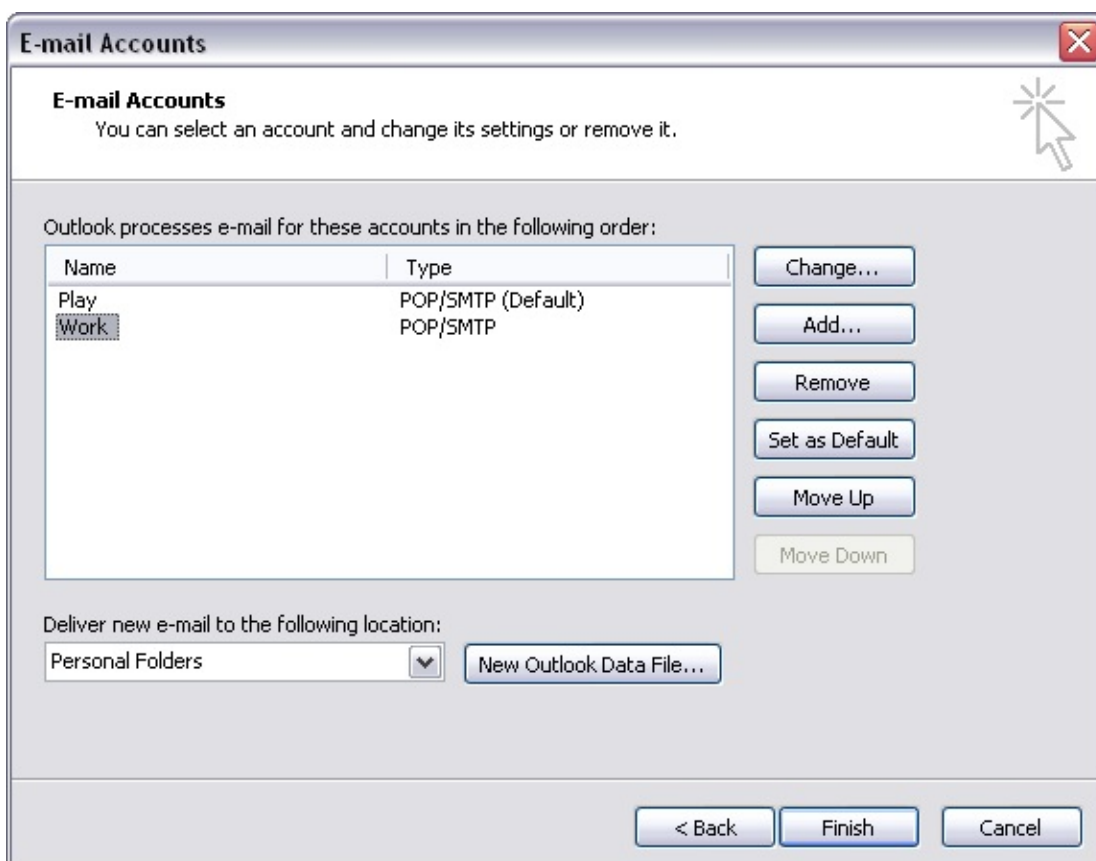 E-mail Accounts
E-mail Accounts
You can select an account and change its settings or remove it.
Outlook processes e-mail for these accounts in the following order:
Name Type
Play POP/SMTP (Default)
Work POP/SMTP
Change...
Add...
Remove
Set as Default
Move Up
Move Down
Deliver new e-mail to the following location:
Personal Folders New Outlook Data File...
< Back Finish Cancel